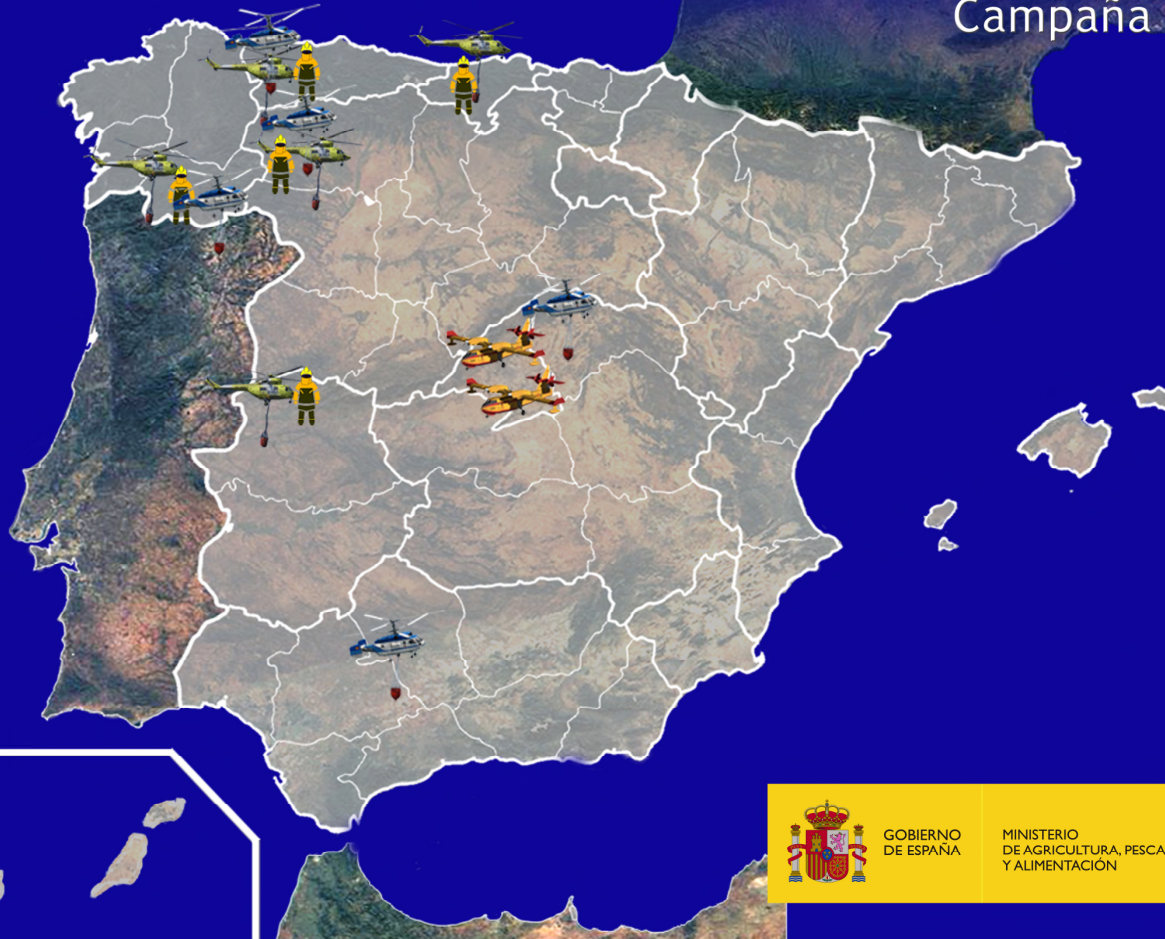 Campaña
GOBIERNO
DE ESPAÑA
MINISTERIO
DE AGRICULTURA, PESCA
Y ALIMENTACIÓN